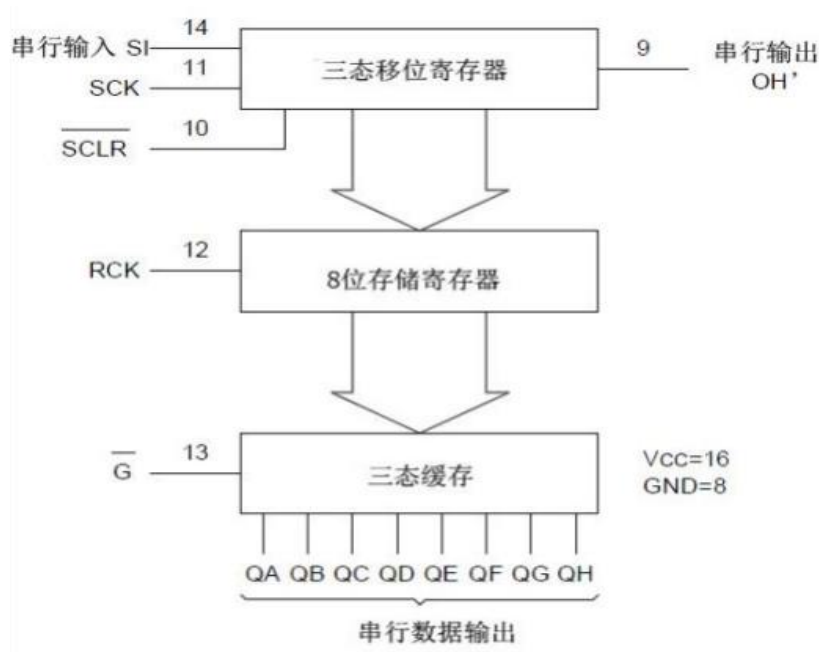 14
串行输入 SI
三态移位寄存器
9
串行输出
OH'
11
SCK
10
SCLR
12
RCK
8位存储寄存器
13
G
三态缓存
Vcc=16
GND=8
QA QB QC QD QE QF QG QH
串行数据输出